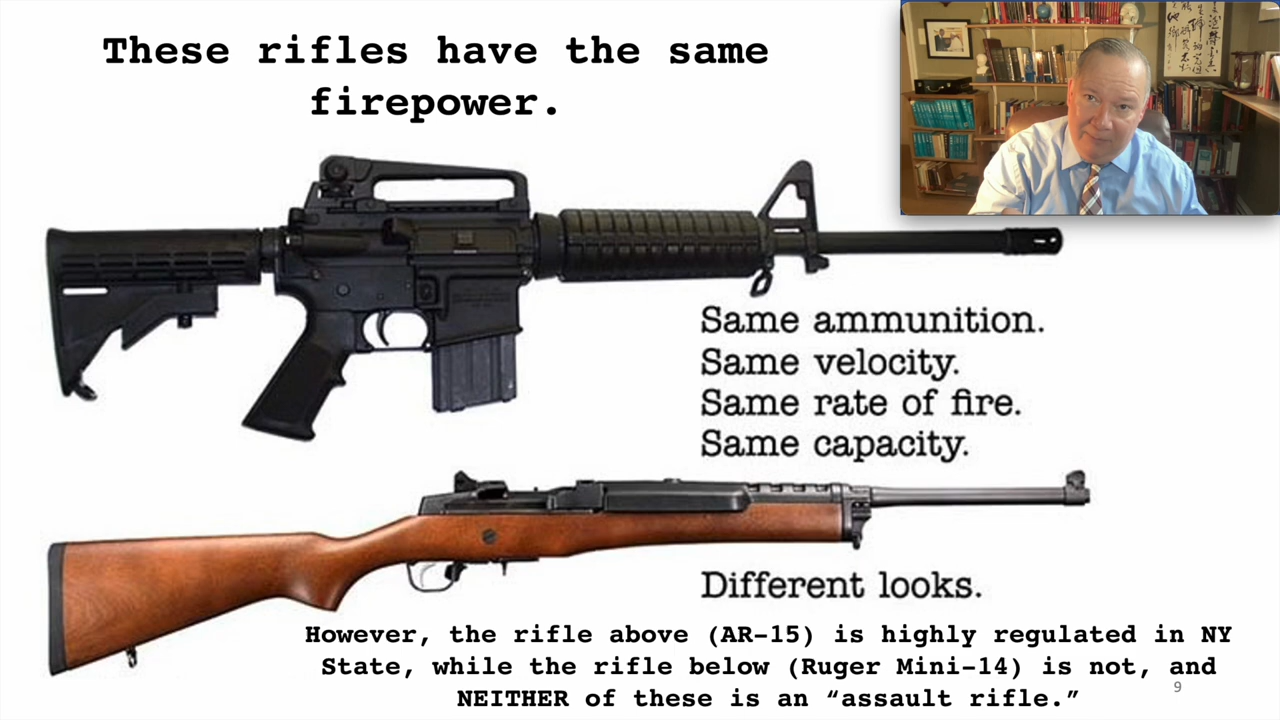 These rifles have the same
firepower.
Same ammunition.
Same velocity.
Same rate of fire.
Same capacity.
Different looks.
However, the rifle above (AR-15) is highly regulated in NY
State, while the rifle below (Ruger Mini-14) is not, and
NEITHER of these is an “assault rifle.”
9